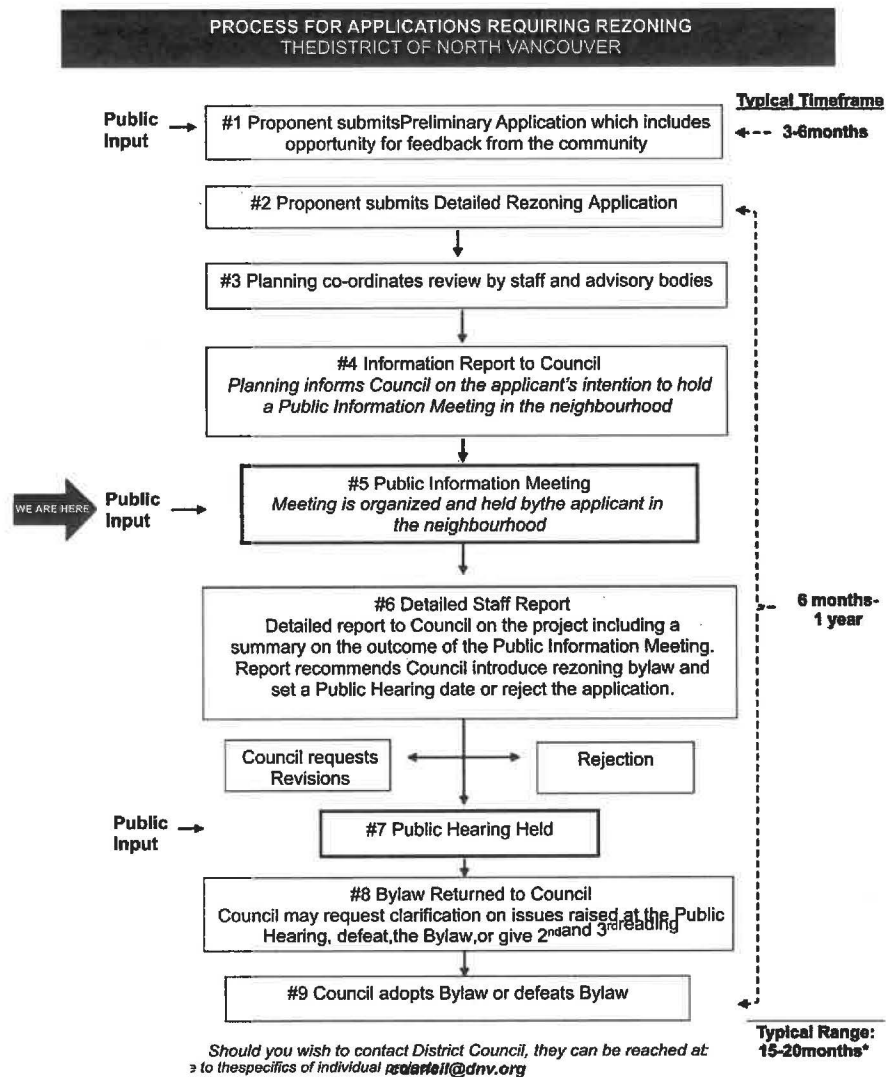 PROCESS FOR APPLICATIONS REQUIRING REZONING
THEDISTRICT OF NORTH VANCOUVER
Typical Timeframe
Public
Input
#1 Proponent submitsPreliminary Application which includes
opportunity for feedback from the community
3-6months
#2 Proponent submits Detailed Rezoning Application
#3 Planning co-ordinates review by staff and advisory bodies
#4 Information Report to Council
Planning informs Council on the applicant's intention to hold
a Public Information Meeting in the neighbourhood
WE ARE HERE
Public
Input
#5 Public Information Meeting
Meeting is organized and held bythe applicant in
the neighbourhood
#6 Detailed Staff Report
Detailed report to Council on the project including a
summary on the outcome of the Public Information Meeting.
Report recommends Council introduce rezoning bylaw and
set a Public Hearing date or reject the application.
6 months-
1 year
Council requests
Revisions
Rejection
Public
Input
#7 Public Hearing Held
#8 Bylaw Returned to Council
Council may request clarification on issues raised at the Public
Hearing, defeat,the Bylaw,or give 2ndand 3rdreading
#9 Council adopts Bylaw or defeats Bylaw
Typical Range:
15-20months*
Should you wish to contact District Council, they can be reached at:
to thespecifics of individual council@dnv.org